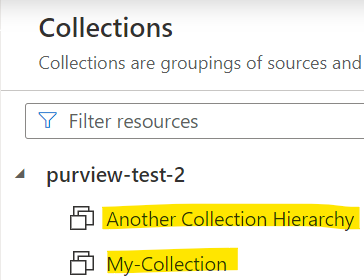 Collections
Collections are groupings of sources and
Filter resources
purview-test-2
Another Collection Hierarchy
My-Collection